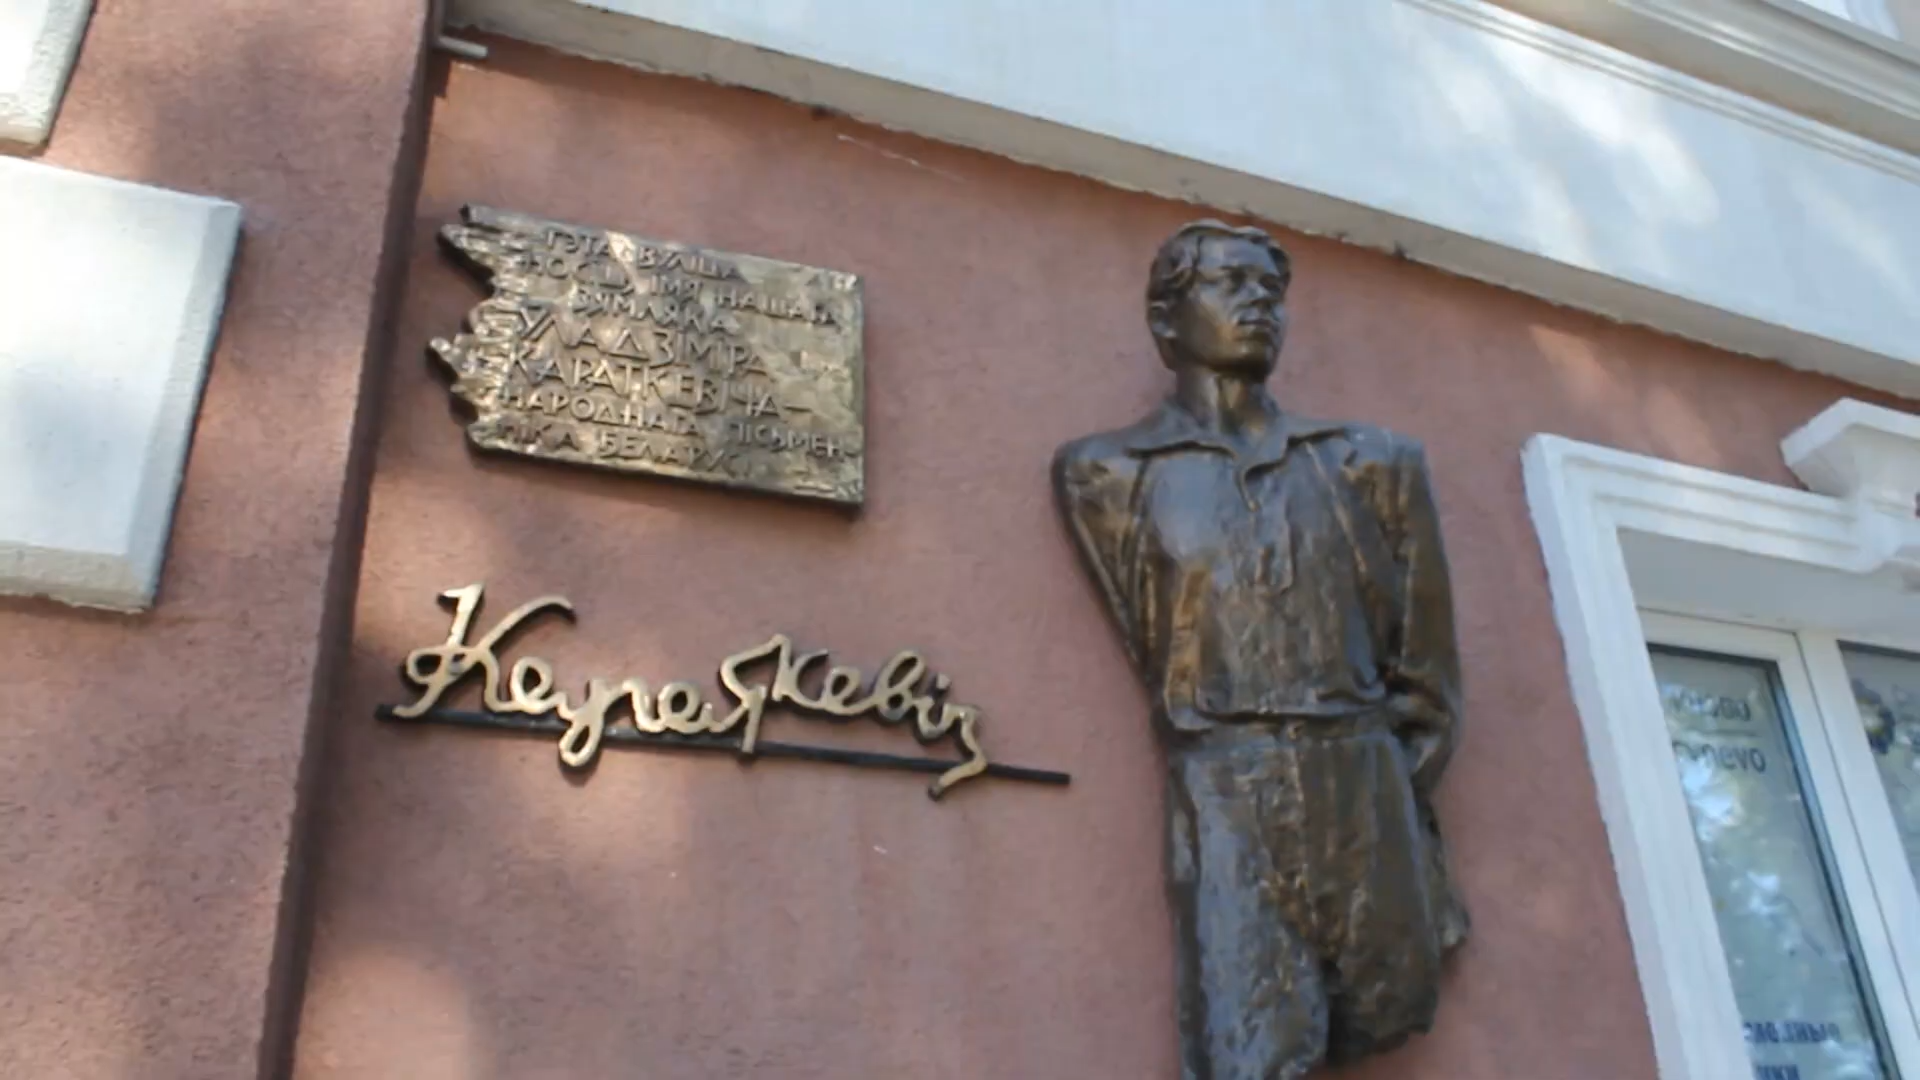 ГЭТА ВУЛІЦА
НОСІЦЬ ІМЯ НАШАГА
ЗЕМЛЯКА
УЛАДЗІМІРА
КАРАТКЕВІЧА–
НАРОДНАГА ПІСЬМЕН-
НІКА БЕЛАРУСІ
Караткевіч